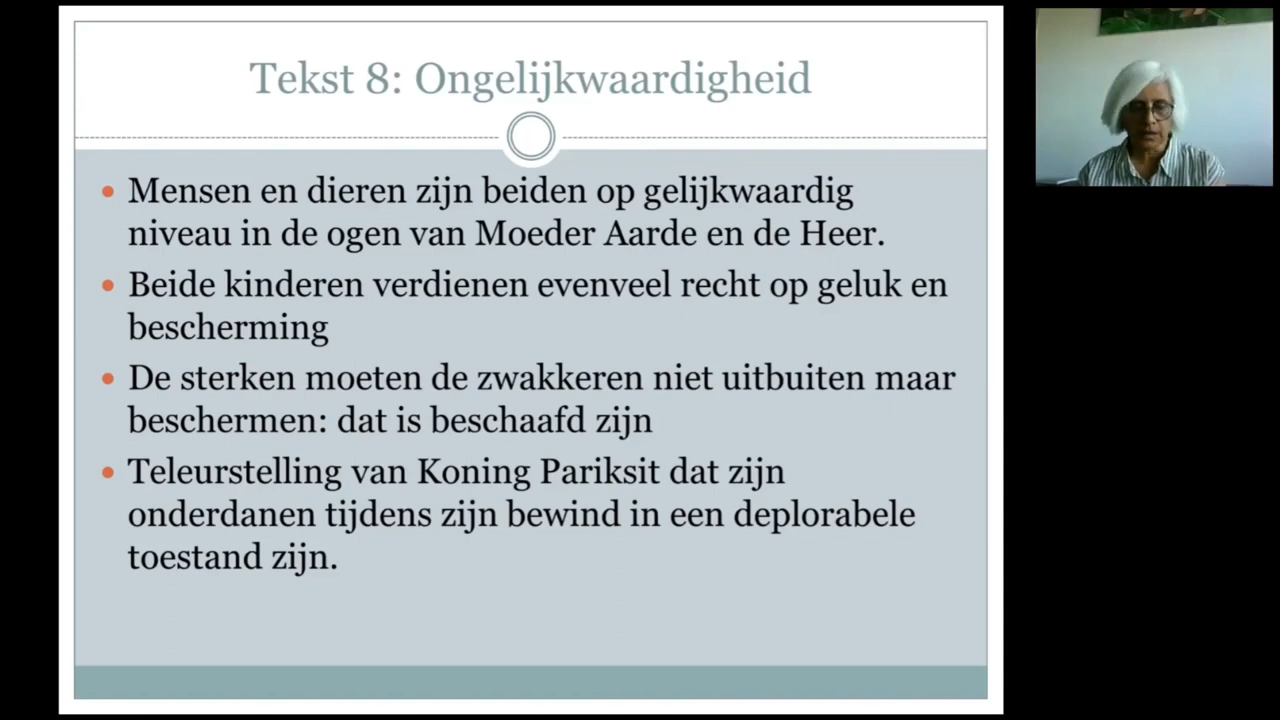 Tekst 8: Ongelijkwaardigheid
• Mensen en dieren zijn beiden op gelijkwaardig
niveau in de ogen van Moeder Aarde en de Heer.
• Beide kinderen verdienen evenveel recht op geluk en
bescherming
• De sterken moeten de zwakkeren niet uitbuiten maar
beschermen: dat is beschaafd zijn
• Teleurstelling van Koning Pariksit dat zijn
onderdanen tijdens zijn bewind in een deplorabele
toestand zijn.